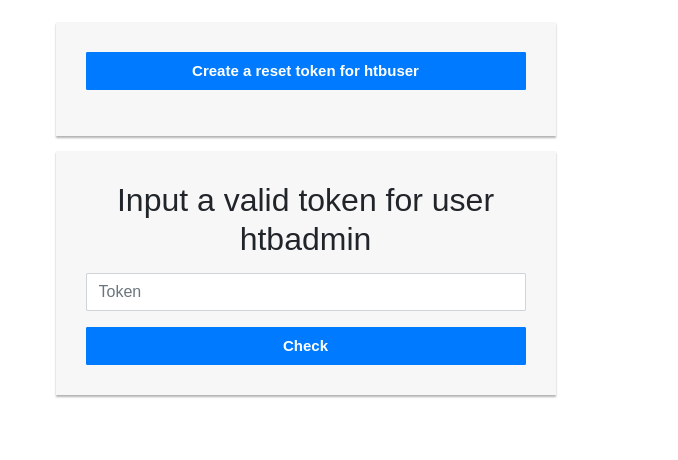 Create a reset token for htbuser
Input a valid token for user
htbadmin
Token
Check